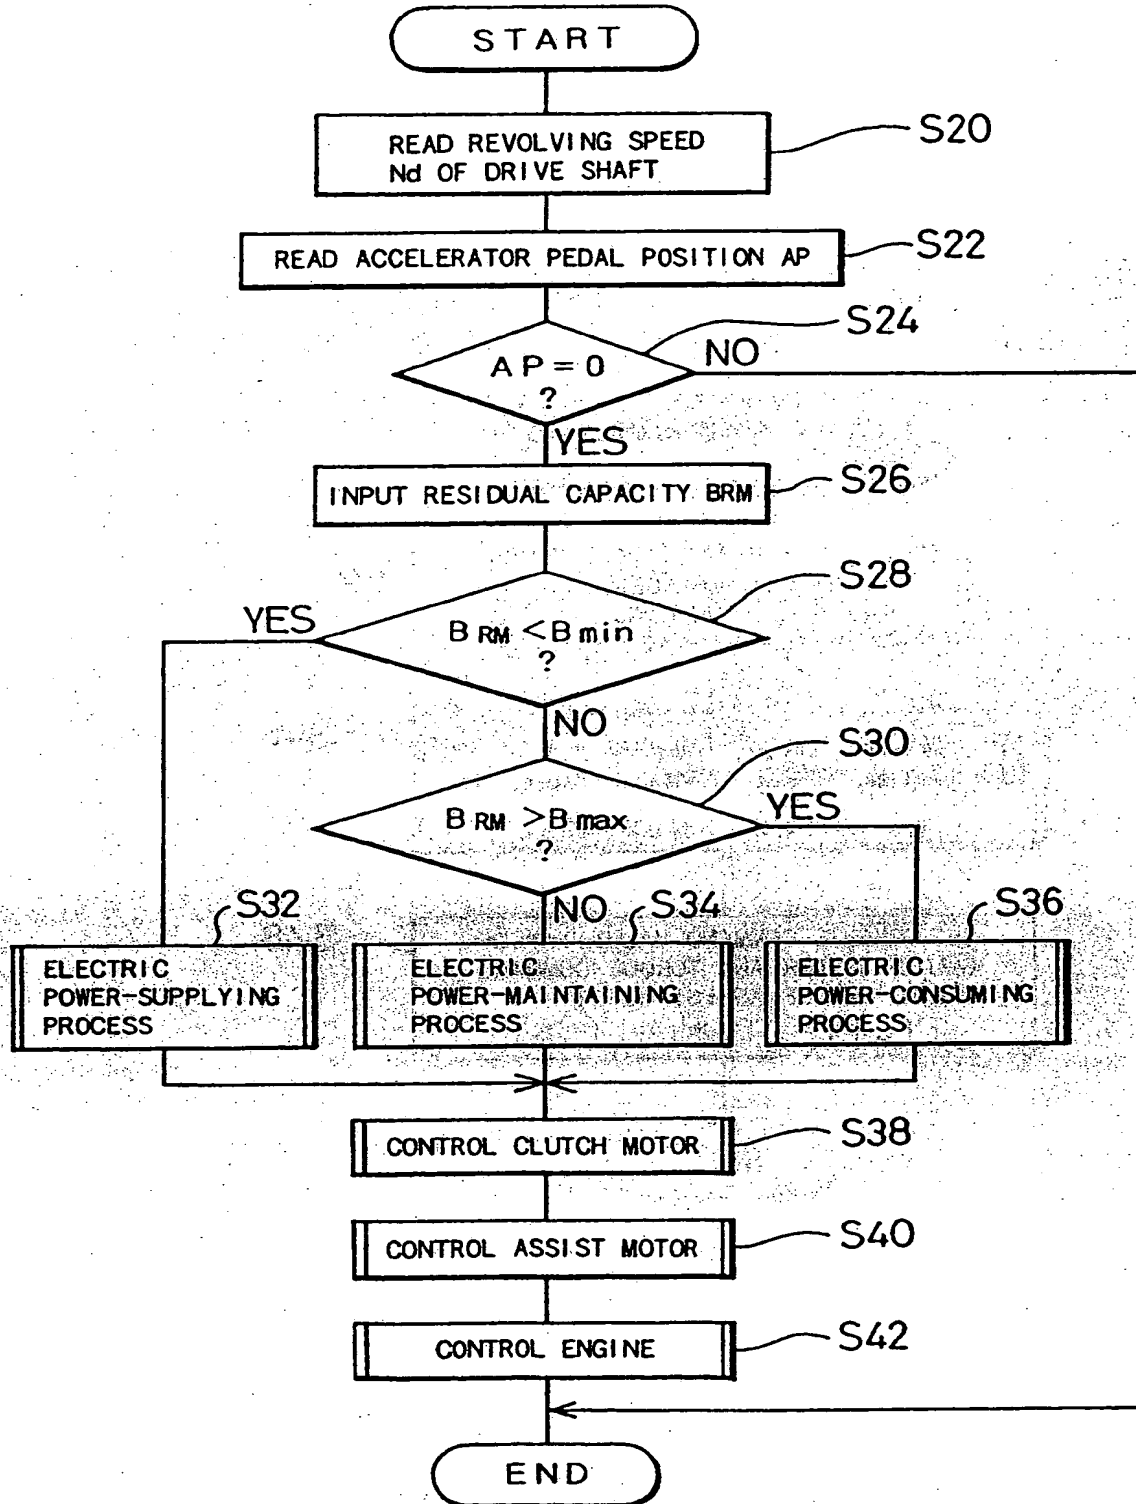 START
READ REVOLVING SPEED
Nd OF DRIVE SHAFT
S20
READ ACCELERATOR PEDAL POSITION AP
S22
AP=0
?
S24
NO
YES
INPUT RESIDUAL CAPACITY BRM
S26
BRM <Bmin
?
S28
YES
NO
BRM >Bmax
?
S30
YES
NO
S32
ELECTRIC
POWER-SUPPLYING
PROCESS
S34
ELECTRIC
POWER-MAINTAINING
PROCESS
S36
ELECTRIC
POWER-CONSUMING
PROCESS
CONTROL CLUTCH MOTOR
S38
CONTROL ASSIST MOTOR
S40
CONTROL ENGINE
S42
END